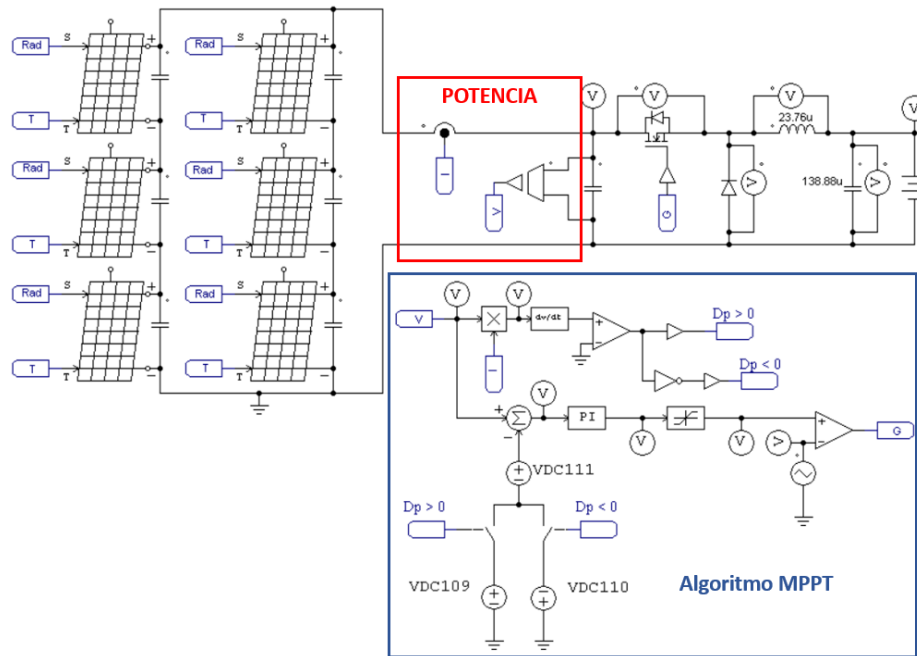 Rad S + Rad S +
T T − T T −
Rad S + Rad S
T T − T T
Rad S + Rad S
T T − T T
POTENCIA
I
V
V
V
G
V
23.76u
V
138.88u
V
V
V
V
V
dv/dt
+
−
Dp > 0
Dp < 0
I
+
Σ
−
V
PI
V
V
V
+
−
G
VDC111
Dp > 0
Dp < 0
VDC109
VDC110
Algoritmo MPPT